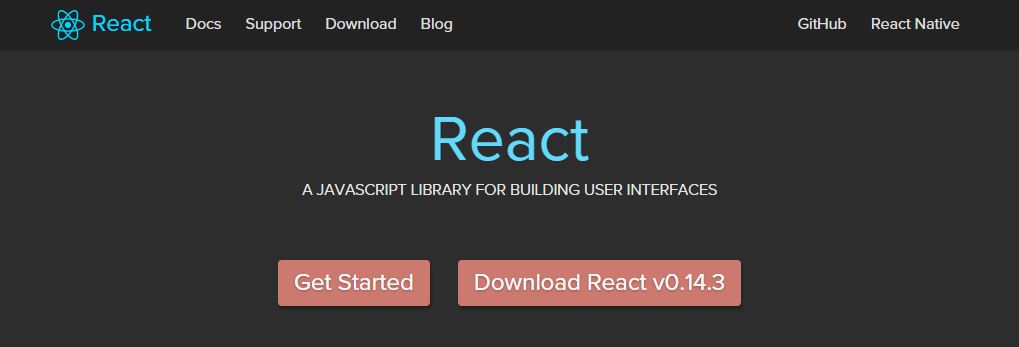 React Docs Support Download Blog GitHub React Native
React
A JAVASCRIPT LIBRARY FOR BUILDING USER INTERFACES
Get Started Download React v0.14.3